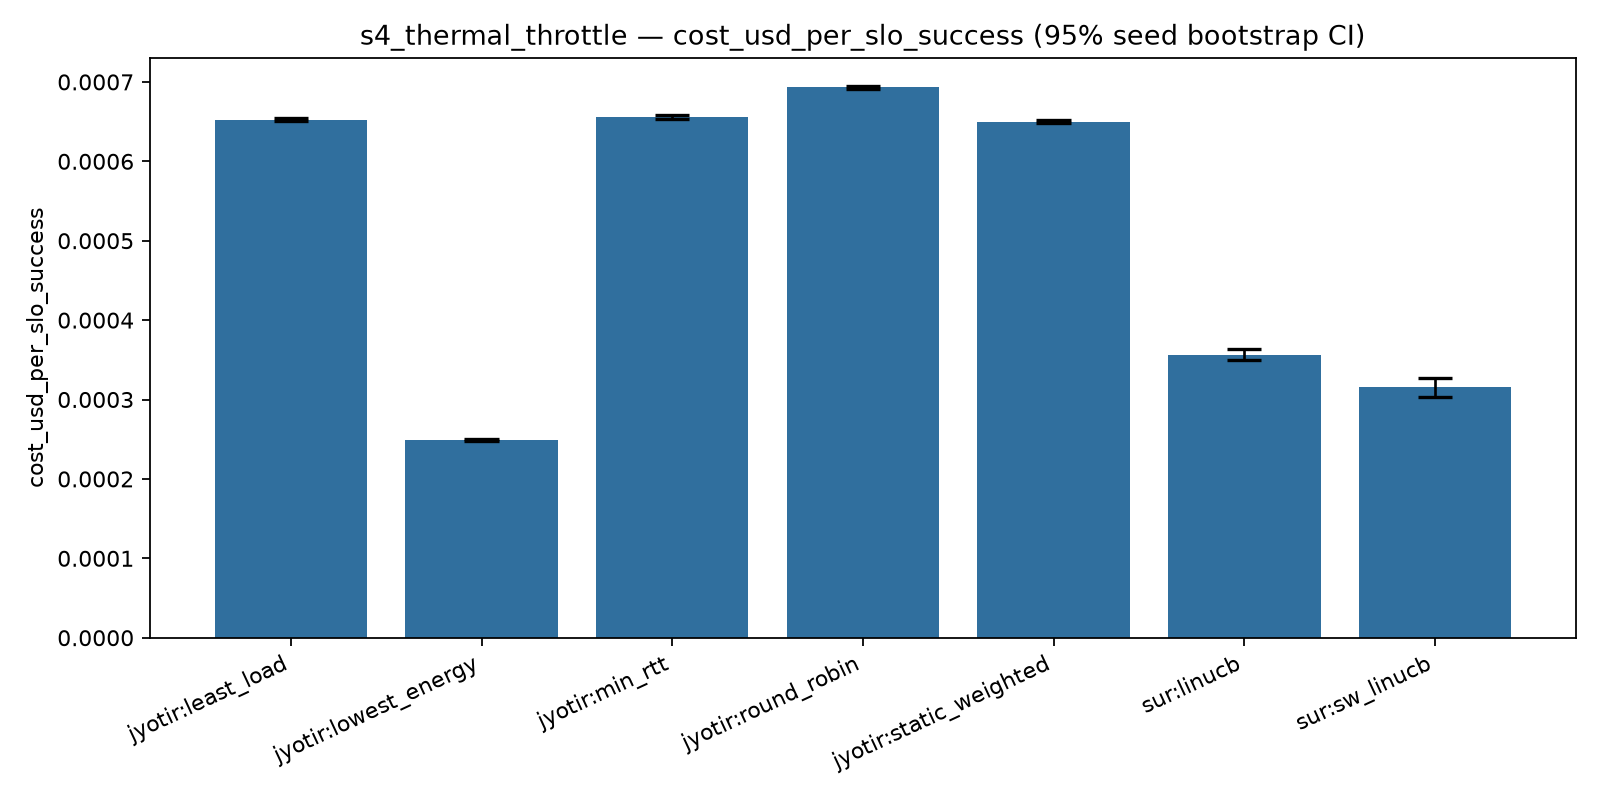 s4_thermal_throttle — cost_usd_per_slo_success (95% seed bootstrap CI)
cost_usd_per_slo_success
0.0007
0.0006
0.0005
0.0004
0.0003
0.0002
0.0001
0.0000
jyotir:least_load
jyotir:lowest_energy
jyotir:min_rtt
jyotir:round_robin
jyotir:static_weighted
sur:linucb
sur:sw_linucb